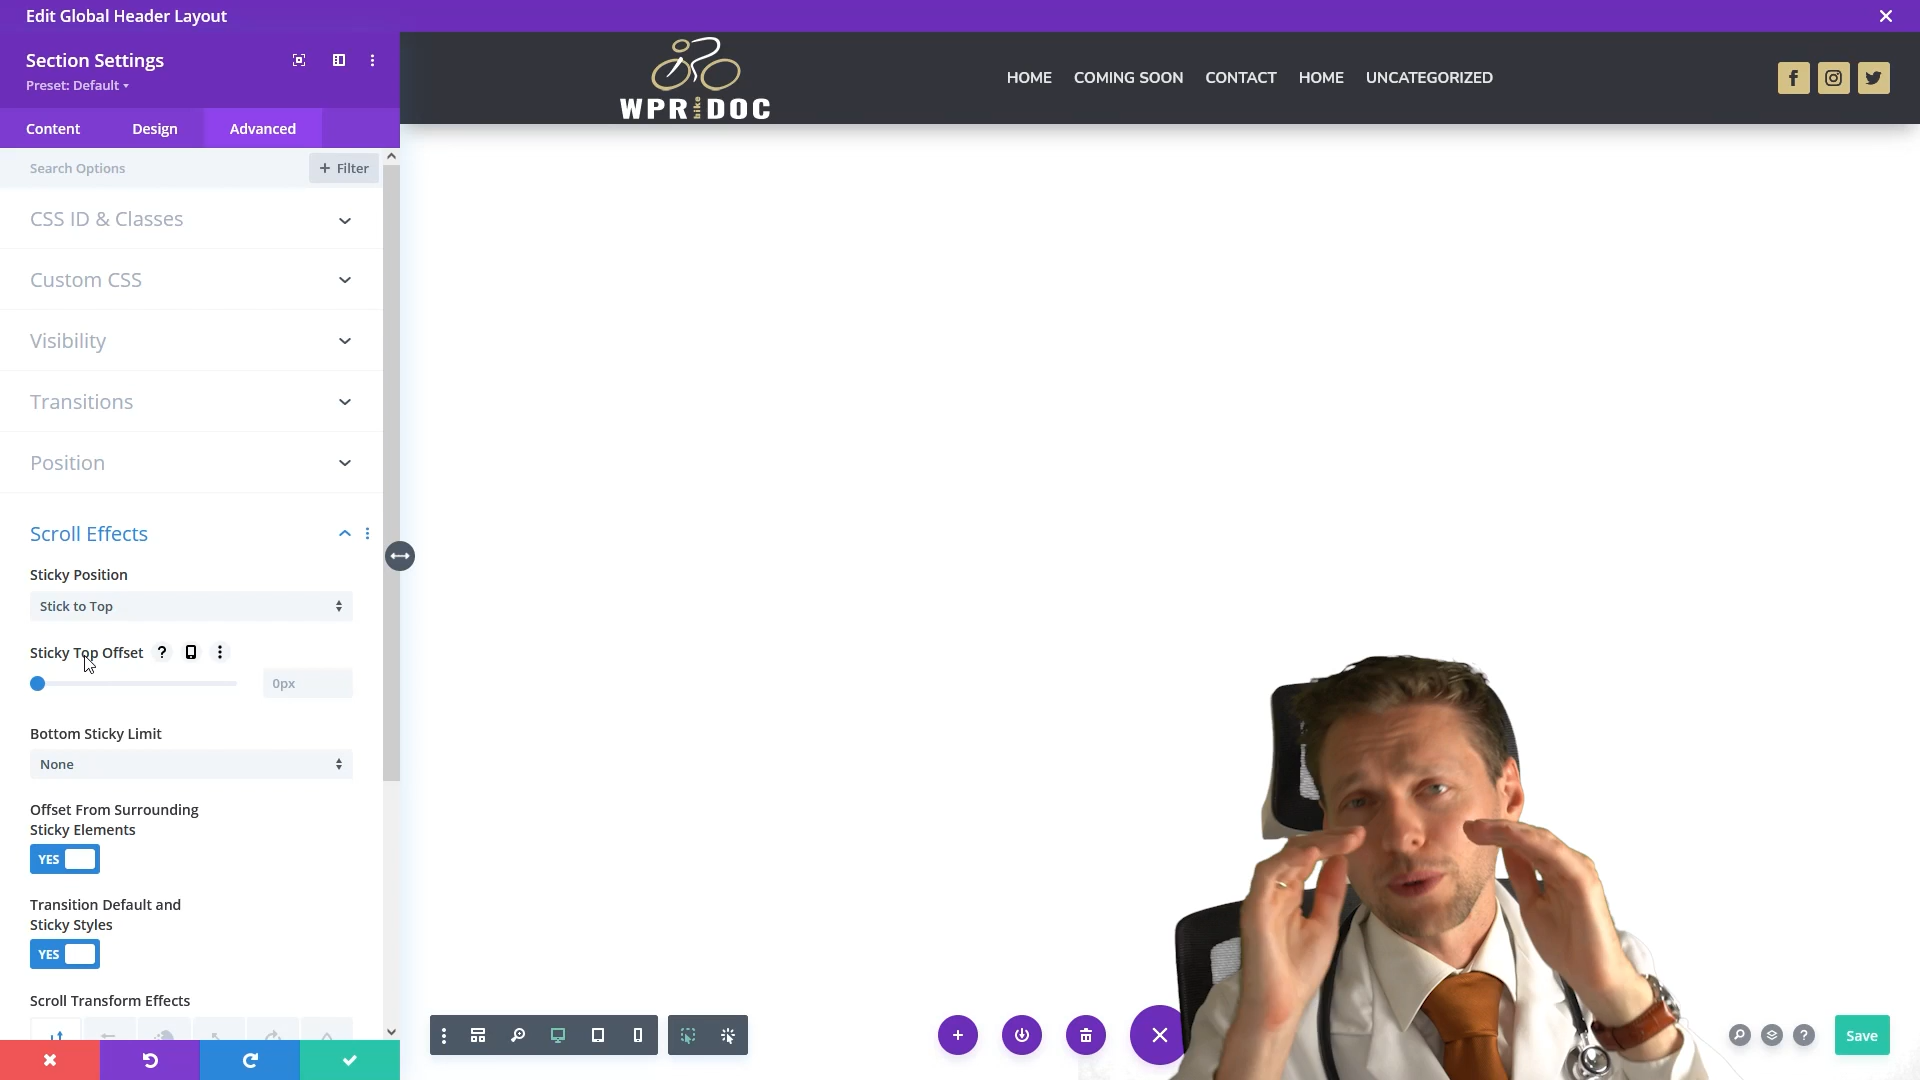 Edit Global Header Layout
Section Settings
Preset: Default
Content Design Advanced
Search Options
+ Filter
CSS ID & Classes
Custom CSS
Visibility
Transitions
Position
Scroll Effects
Sticky Position
Stick to Top
Sticky Top Offset ?
0px
Bottom Sticky Limit
None
Offset From Surrounding
Sticky Elements
YES
Transition Default and
Sticky Styles
YES
Scroll Transform Effects
WPR bike DOC
HOME COMING SOON CONTACT HOME UNCATEGORIZED
?
Save